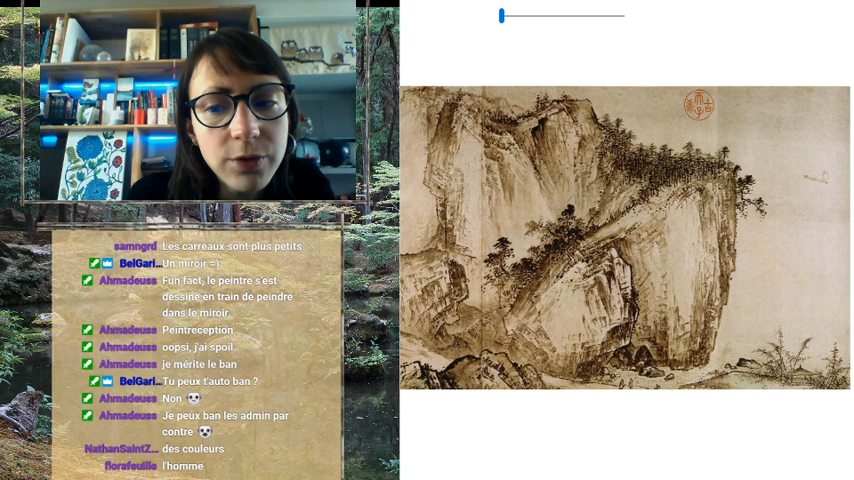 samngrd Les carreaux sont plus petits
BelGari... Un miroir =)
Ahmadeuss Fun fact, le peintre s'est
dessiné en train de peindre
dans le miroir
Ahmadeuss Peintreception
Ahmadeuss oopsi, j'ai spoil
Ahmadeuss je mérite le ban
BelGari... Tu peux t'auto ban ?
Ahmadeuss Non
Ahmadeuss Je peux ban les admin par
contre
NathanSaintZ... des couleurs
florafeuille l'homme